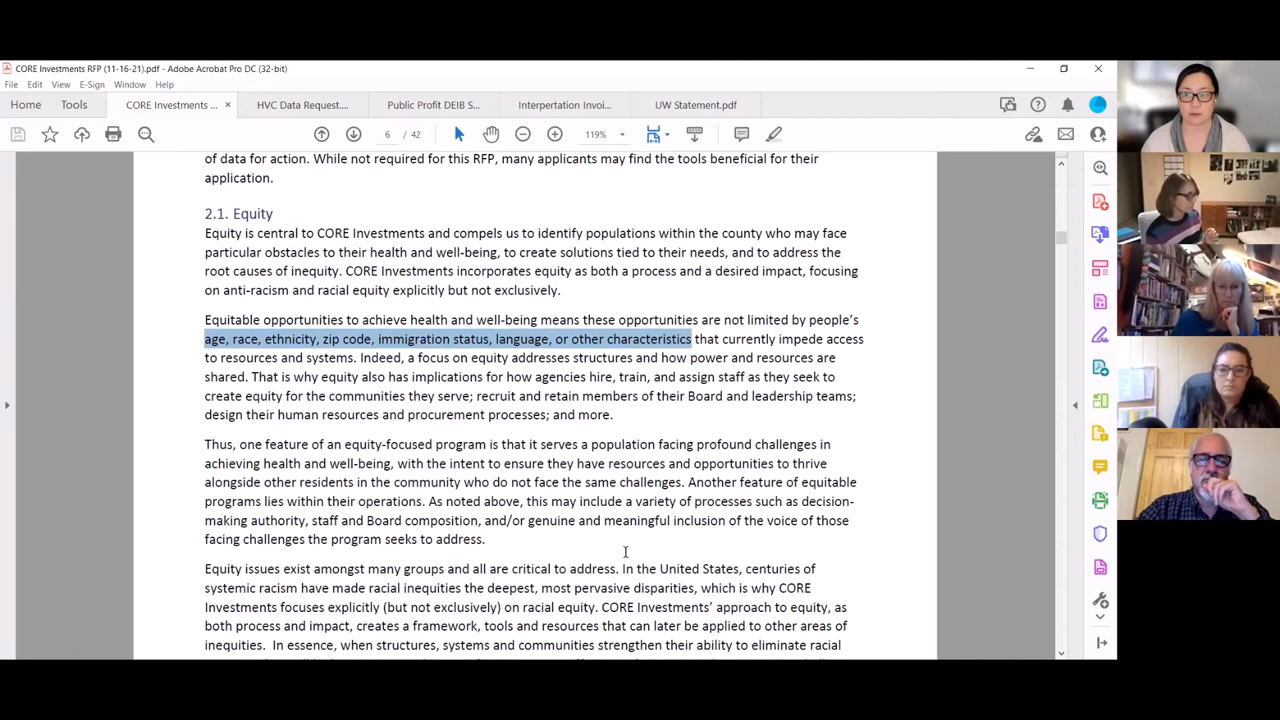 CORE Investments RFP (11-16-21).pdf - Adobe Acrobat Pro DC (32-bit)
File Edit View E-Sign Window Help
Home Tools CORE Investments ... × HVC Data Request.... Public Profit DEIB S... Interpertation Invoi... UW Statement.pdf
6 / 42 119%
of data for action. While not required for this RFP, many applicants may find the tools beneficial for their
application.
2.1. Equity
Equity is central to CORE Investments and compels us to identify populations within the county who may face
particular obstacles to their health and well-being, to create solutions tied to their needs, and to address the
root causes of inequity. CORE Investments incorporates equity as both a process and a desired impact, focusing
on anti-racism and racial equity explicitly but not exclusively.
Equitable opportunities to achieve health and well-being means these opportunities are not limited by people's
age, race, ethnicity, zip code, immigration status, language, or other characteristics that currently impede access
to resources and systems. Indeed, a focus on equity addresses structures and how power and resources are
shared. That is why equity also has implications for how agencies hire, train, and assign staff as they seek to
create equity for the communities they serve; recruit and retain members of their Board and leadership teams;
design their human resources and procurement processes; and more.
Thus, one feature of an equity-focused program is that it serves a population facing profound challenges in
achieving health and well-being, with the intent to ensure they have resources and opportunities to thrive
alongside other residents in the community who do not face the same challenges. Another feature of equitable
programs lies within their operations. As noted above, this may include a variety of processes such as decision-
making authority, staff and Board composition, and/or genuine and meaningful inclusion of the voice of those
facing challenges the program seeks to address.
Equity issues exist amongst many groups and all are critical to address. In the United States, centuries of
systemic racism have made racial inequities the deepest, most pervasive disparities, which is why CORE
Investments focuses explicitly (but not exclusively) on racial equity. CORE Investments' approach to equity, as
both process and impact, creates a framework, tools and resources that can later be applied to other areas of
inequities. In essence, when structures, systems and communities strengthen their ability to eliminate racial